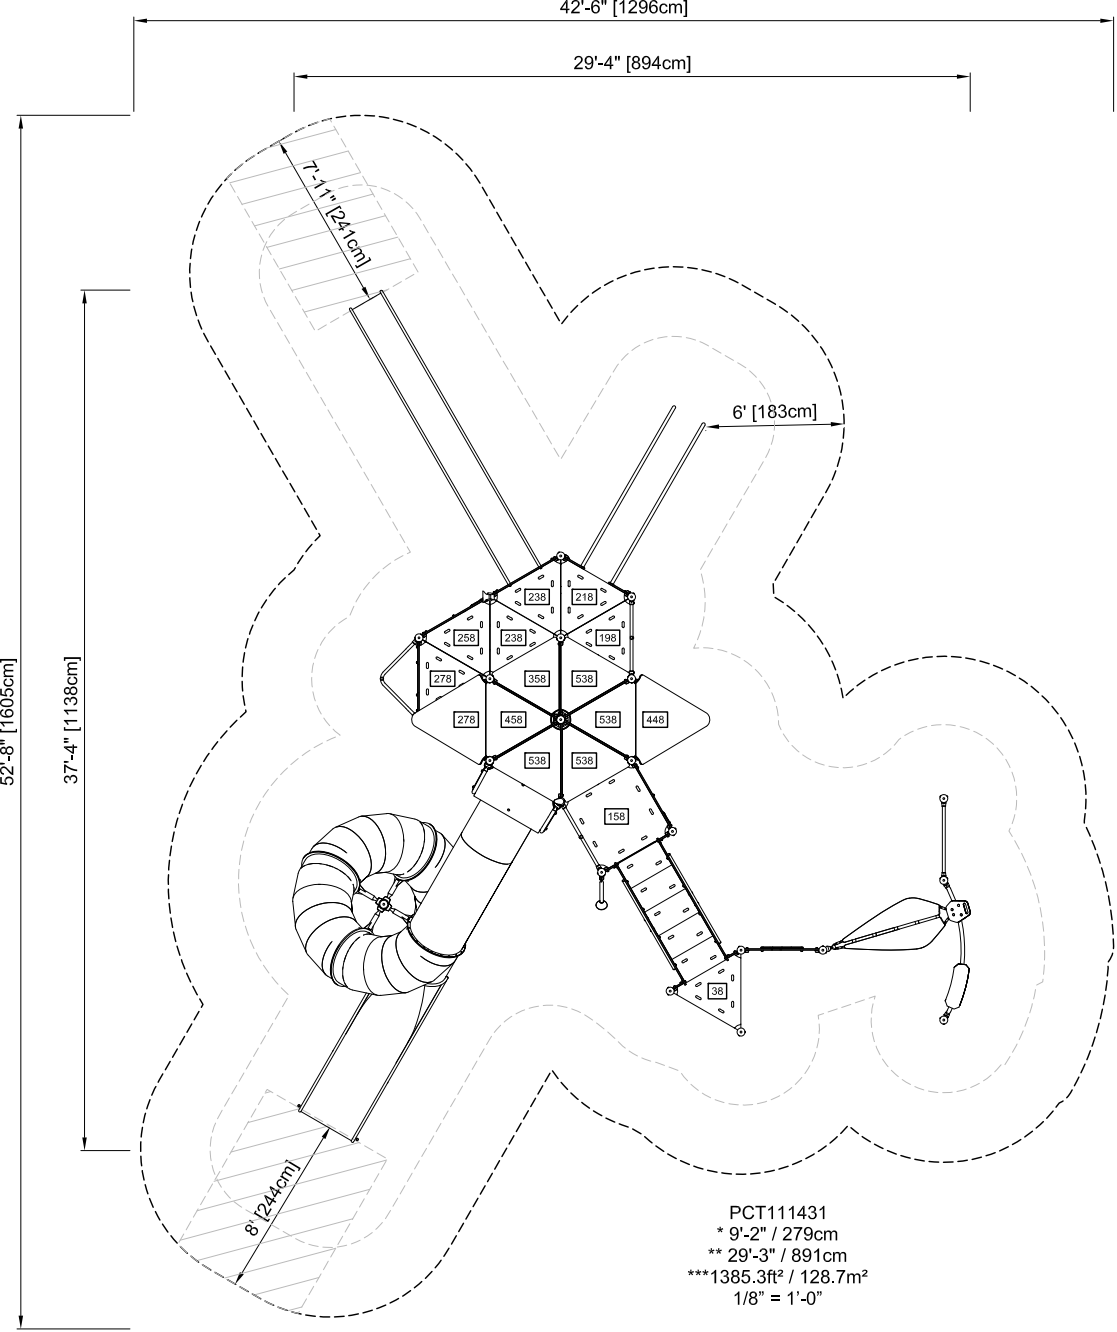 42'-6" [1296cm]
29'-4" [894cm]
7'-11" [241cm]
6' [183cm]
238 218
258 238 198
278 358 538
278 458 538 448
538 538
52'-8" [1605cm]
37'-4" [1138cm]
158
38
8' [244cm]
PCT111431
* 9'-2" / 279cm
** 29'-3" / 891cm
***1385.3ft² / 128.7m²
1/8” = 1’-0”